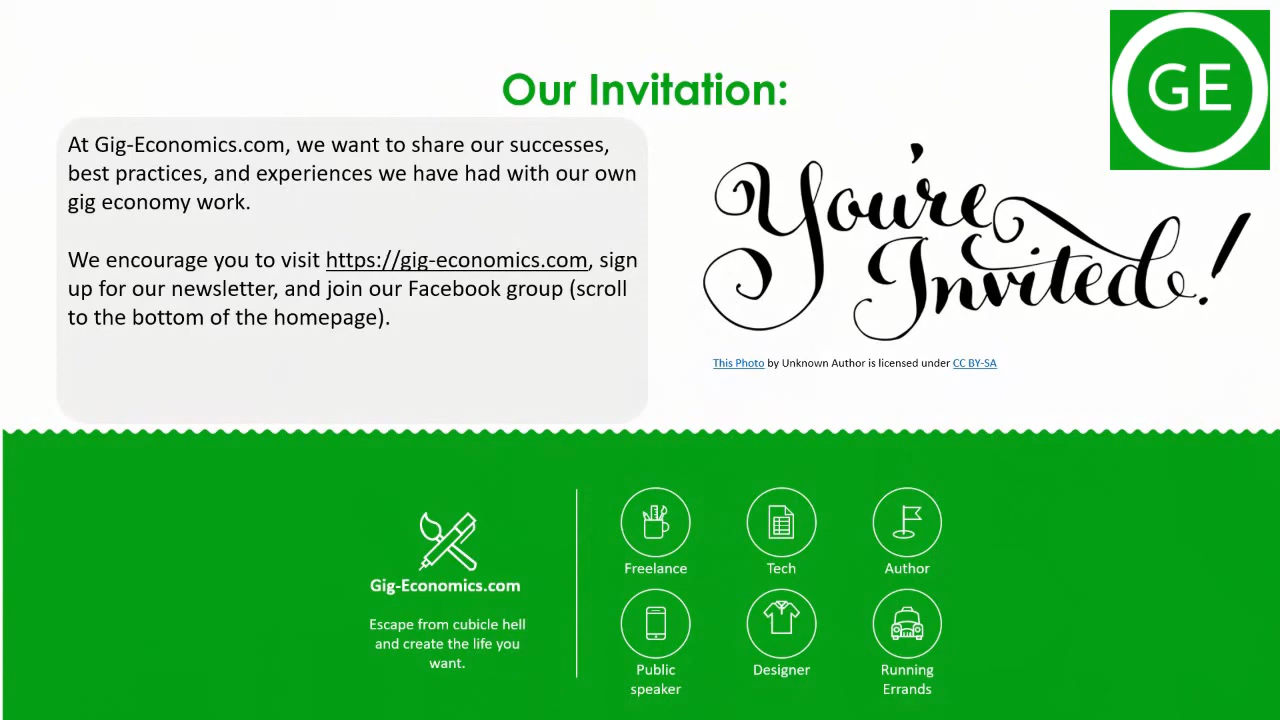 GE
Our Invitation:
At Gig-Economics.com, we want to share our successes,
best practices, and experiences we have had with our own
gig economy work.
We encourage you to visit https://gig-economics.com, sign
up for our newsletter, and join our Facebook group (scroll
to the bottom of the homepage).
You're
Invited!
This Photo by Unknown Author is licensed under CC BY-SA
Gig-Economics.com
Escape from cubicle hell
and create the life you
want.
Freelance
Tech
Author
Public
speaker
Designer
Running
Errands